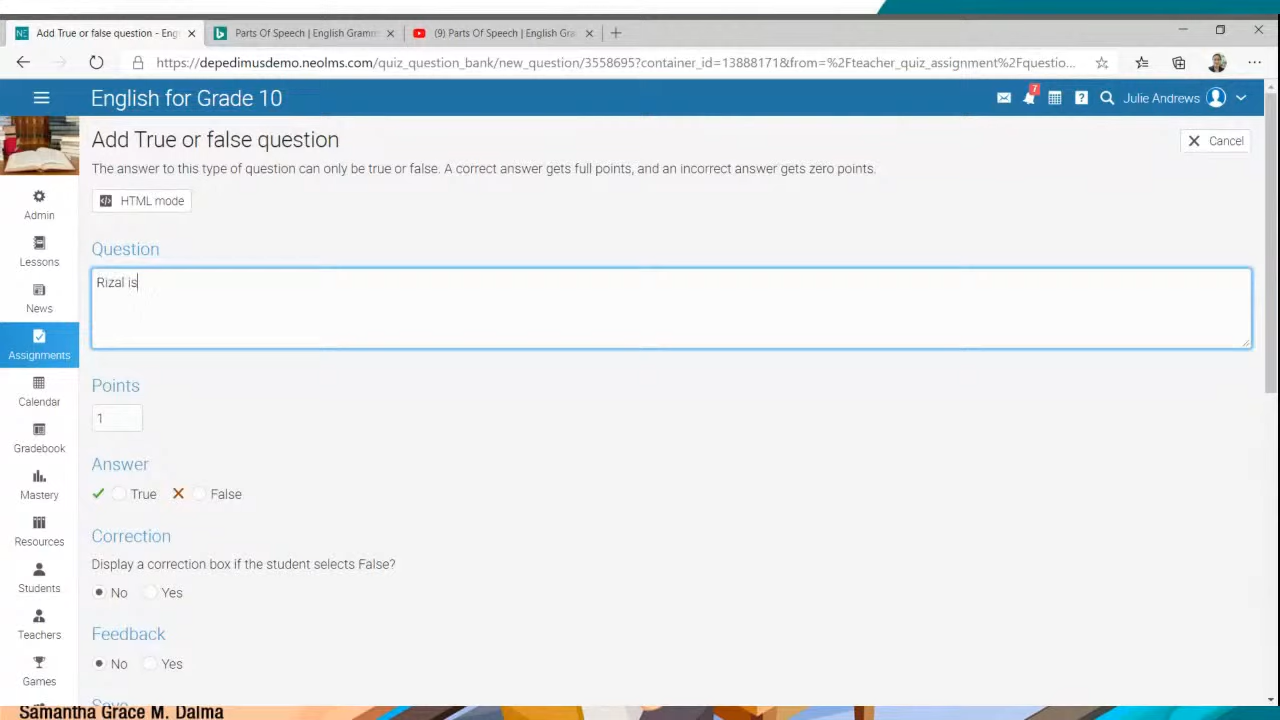 Add True or false question - Eng
Parts Of Speech | English Gramm
(9) Parts Of Speech | English Gra
https://depedimusdemo.neolms.com/quiz_question_bank/new_question/3558695?container_id=13888171&from=%2Fteacher_quiz_assignment%2Fquestio...
English for Grade 10
7
Julie Andrews
Add True or false question
Cancel
The answer to this type of question can only be true or false. A correct answer gets full points, and an incorrect answer gets zero points.
HTML mode
Admin
Question
Lessons
Rizal is
News
Assignments
Points
Calendar
1
Gradebook
Answer
Mastery
True
False
Resources
Correction
Display a correction box if the student selects False?
Students
No
Yes
Teachers
Feedback
No
Yes
Games
Save
Samantha Grace M. Dalma